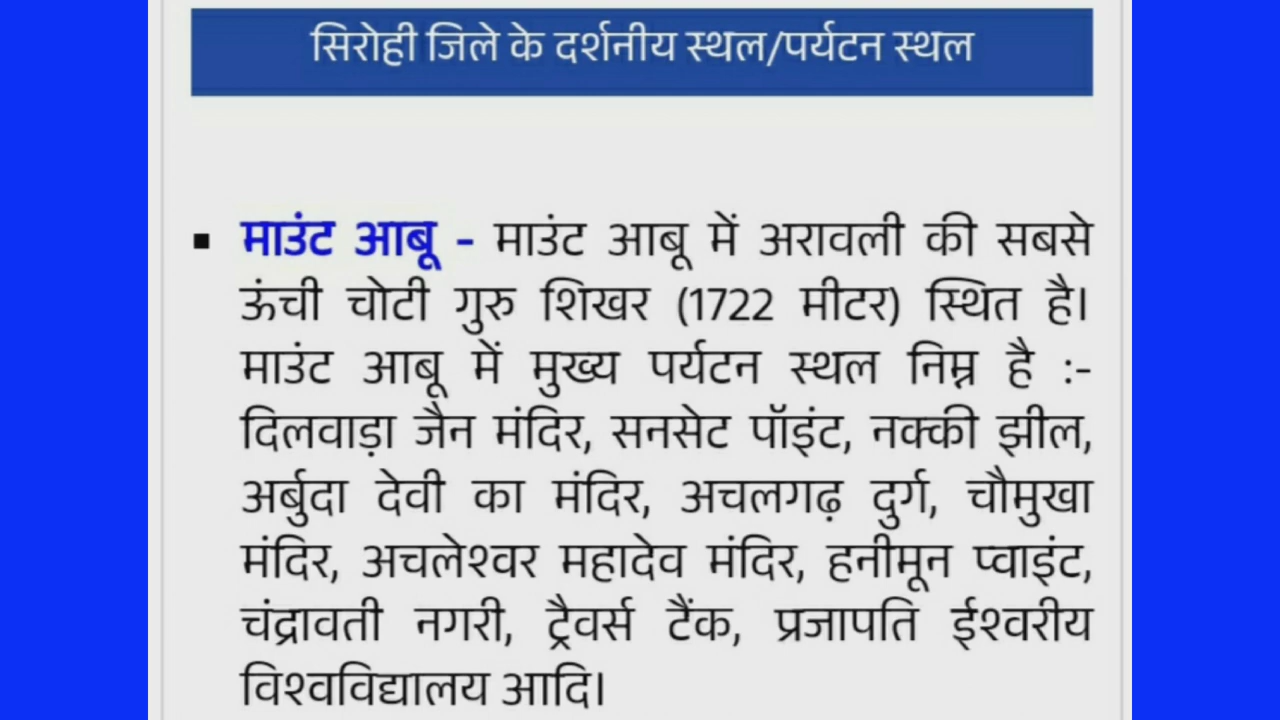 सिरोही जिले के दर्शनीय स्थल/पर्यटन स्थल
▪ माउंट आबू - माउंट आबू में अरावली की सबसे
ऊंची चोटी गुरु शिखर (1722 मीटर) स्थित है।
माउंट आबू में मुख्य पर्यटन स्थल निम्न है :-
दिलवाड़ा जैन मंदिर, सनसेट पॉइंट, नक्की झील,
अर्बुदा देवी का मंदिर, अचलगढ़ दुर्ग, चौमुखा
मंदिर, अचलेश्वर महादेव मंदिर, हनीमून प्वाइंट,
चंद्रावती नगरी, ट्रैवर्स टैंक, प्रजापति ईश्वरीय
विश्वविद्यालय आदि।